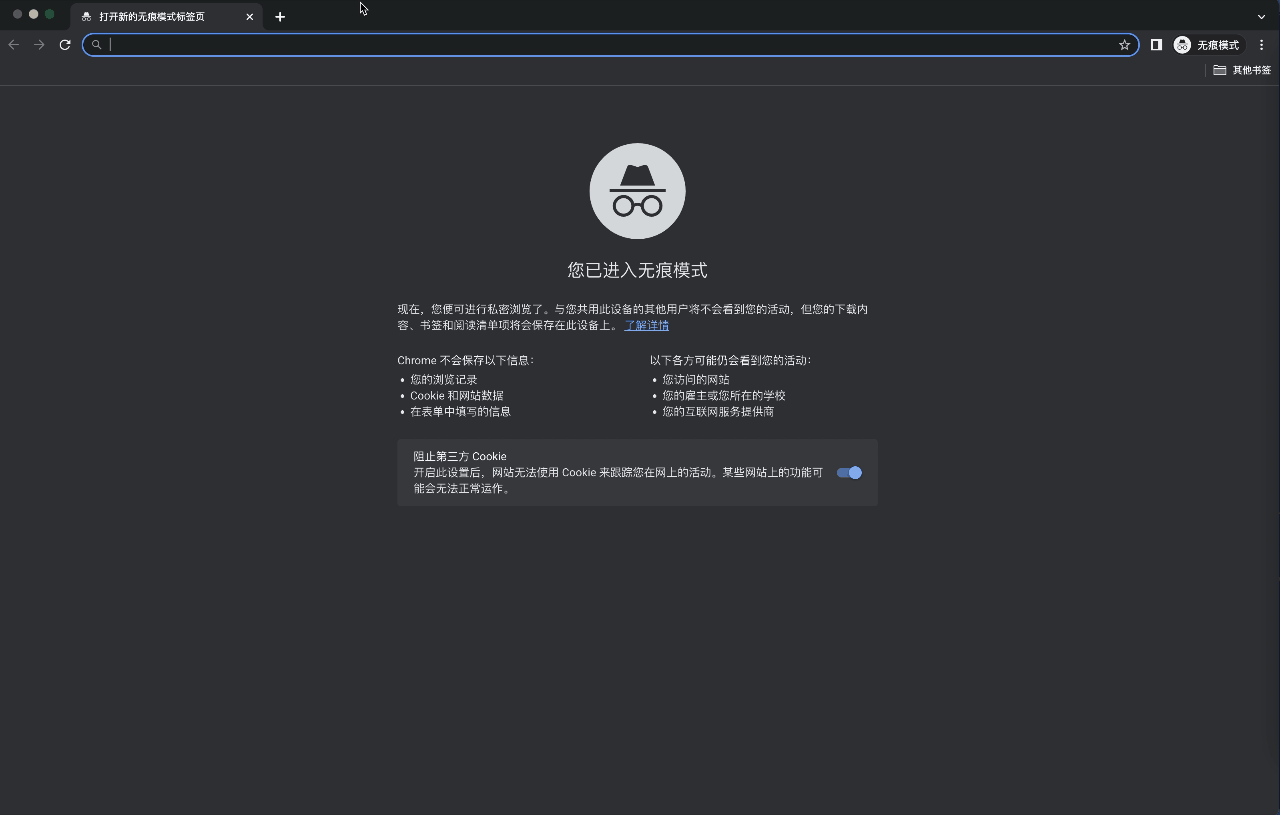 打开新的无痕模式标签页
无痕模式
其他书签
您已进入无痕模式
现在，您便可进行私密浏览了。与您共用此设备的其他用户将不会看到您的活动，但您的下载内
容、书签和阅读清单项将会保存在此设备上。 了解详情
Chrome 不会保存以下信息：
• 您的浏览记录
• Cookie 和网站数据
• 在表单中填写的信息
以下各方可能仍会看到您的活动：
• 您访问的网站
• 您的雇主或您所在的学校
• 您的互联网服务提供商
阻止第三方 Cookie
开启此设置后，网站无法使用 Cookie 来跟踪您在网上的活动。某些网站上的功能可
能会无法正常运作。